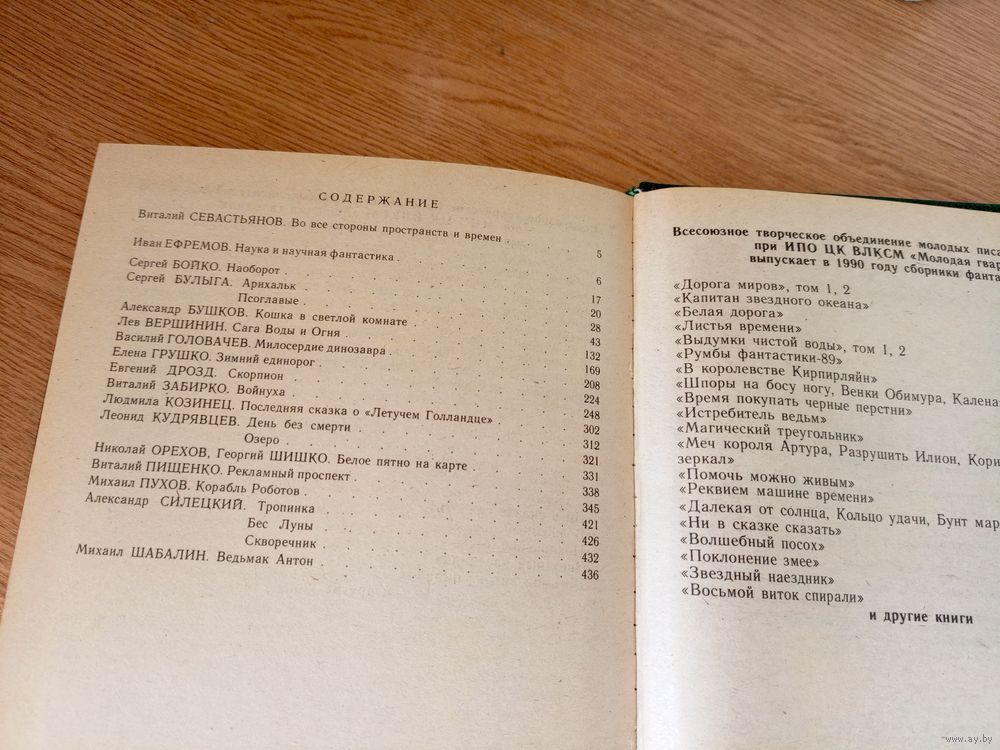 СОДЕРЖАНИЕ
Виталий СЕВАСТЬЯНОВ. Во все стороны пространств и времен . 5
Иван ЕФРЕМОВ. Наука и научная фантастика . 6
Сергей БОЙКО. Наоборот . 17
Сергей БУЛЫГА. Арихальк . 20
Псоглавые . 28
Александр БУШКОВ. Кошка в светлой комнате . 43
Лев ВЕРШИНИН. Сага Воды и Огня . 132
Василий ГОЛОВАЧЕВ. Милосердие динозавра . 169
Елена ГРУШКО. Зимний единорог . 208
Евгений ДРОЗД. Скорпион . 224
Виталий ЗАБИРКО. Войнуха . 248
Людмила КОЗИНЕЦ. Последняя сказка о «Летучем Голландце» 302
Леонид КУДРЯВЦЕВ. День без смерти . 312
Озеро . 321
Николай ОРЕХОВ, Георгий ШИШКО. Белое пятно на карте . 331
Виталий ПИЩЕНКО. Рекламный проспект . 338
Михаил ПУХОВ. Корабль Роботов . 345
Александр СИЛЕЦКИЙ. Тропинка . 421
Бес Луны . 426
Скворечник . 432
Михаил ШАБАЛИН. Ведьмак Антон . 436
Всесоюзное творческое объединение молодых писа
при ИПО ЦК ВЛКСМ «Молодая гвар
выпускает в 1990 году сборники фанта
«Дорога миров», том 1, 2
«Капитан звездного океана»
«Белая дорога»
«Листья времени»
«Выдумки чистой воды», том 1, 2
«Румбы фантастики-89»
«В королевстве Кирпирляйн»
«Шпоры на босу ногу, Венки Обимура, Калена
«Время покупать черные перстни»
«Истребитель ведьм»
«Магический треугольник»
«Меч короля Артура, Разрушить Илион, Кори
зеркал»
«Помочь можно живым»
«Реквием машине времени»
«Далекая от солнца, Кольцо удачи, Бунт мар
«Ни в сказке сказать»
«Волшебный посох»
«Поклонение змее»
«Звездный наездник»
«Восьмой виток спирали»
и другие книги
www.ay.by